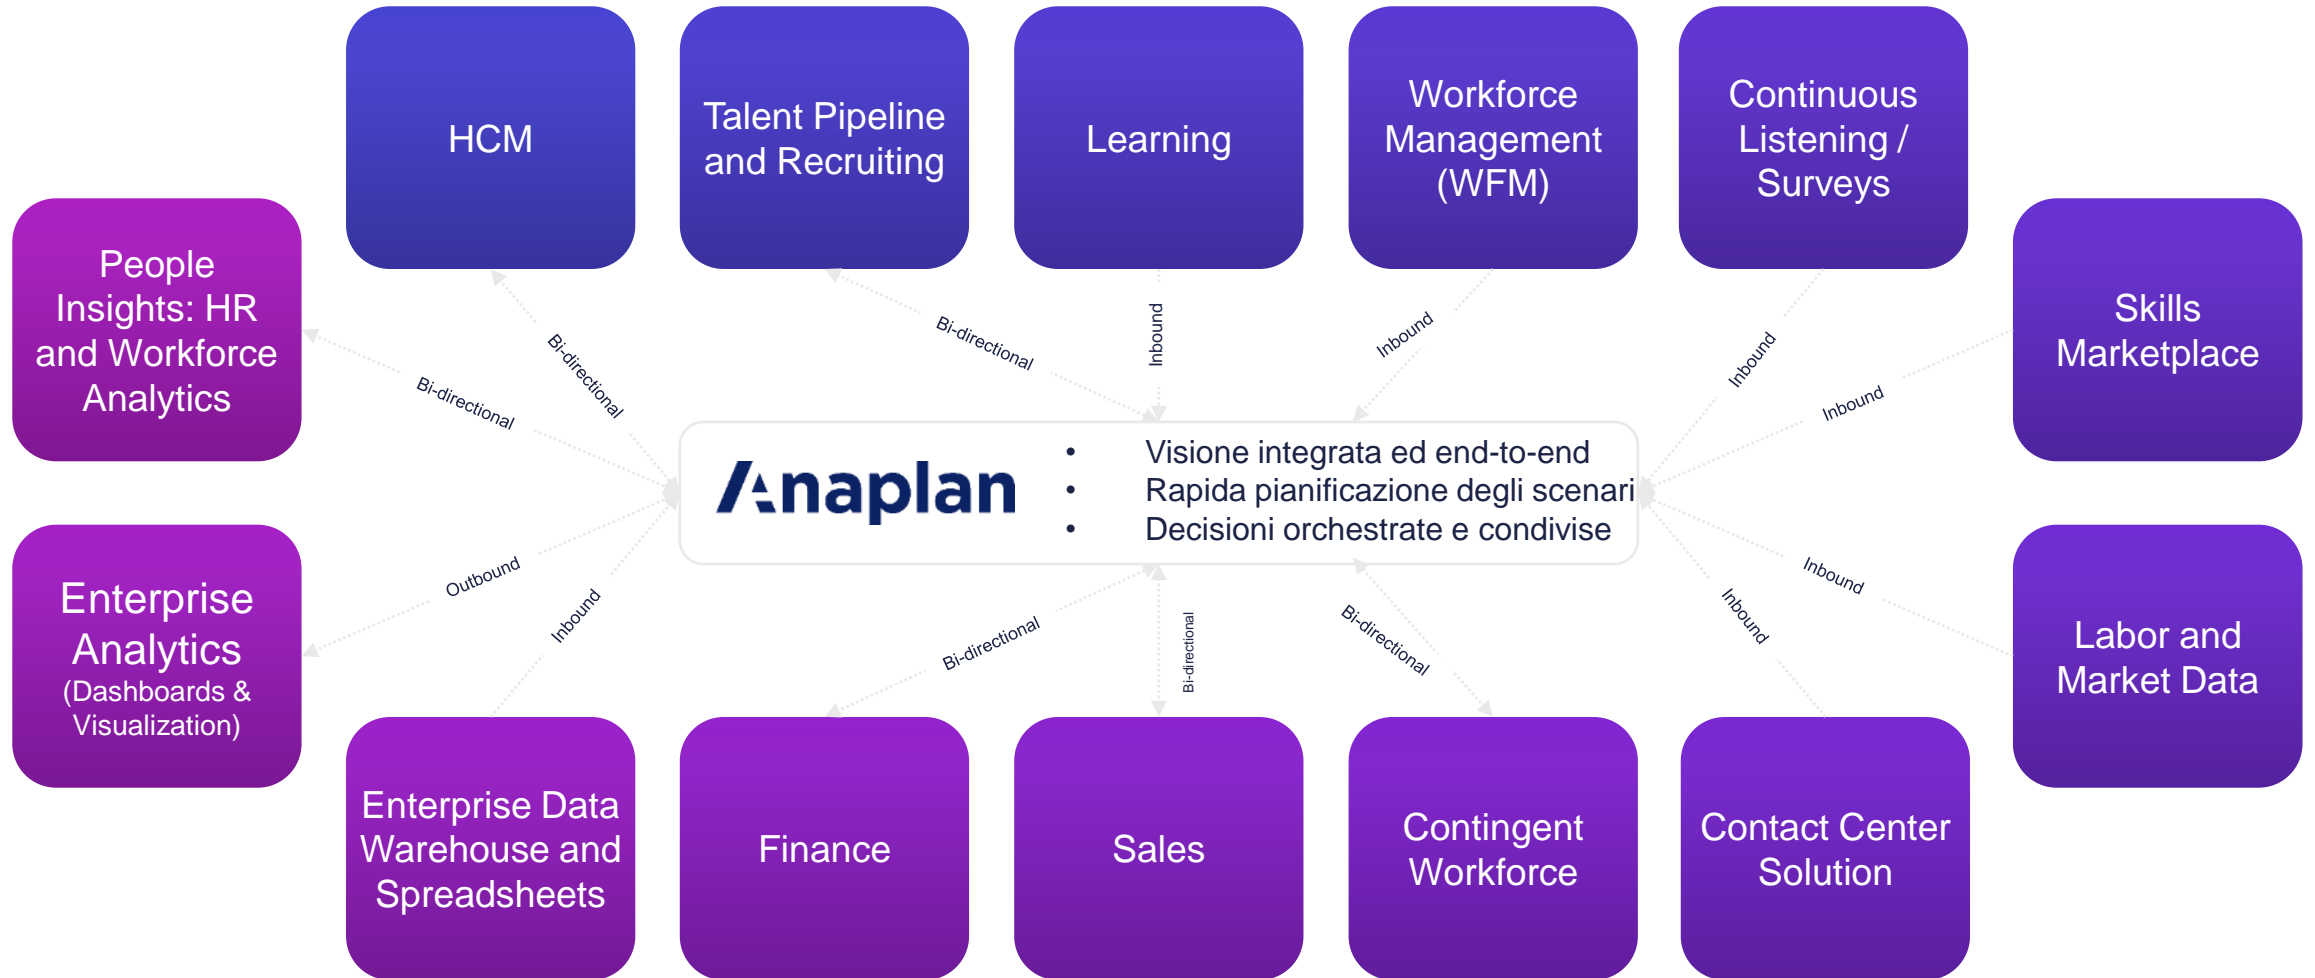 HCM
Talent Pipeline
and Recruiting
Learning
Workforce
Management
(WFM)
Continuous
Listening /
Surveys
People
Insights: HR
and Workforce
Analytics
Skills
Marketplace
Bi-directional
Bi-directional
Bi-directional
Inbound
Inbound
Inbound
Inbound
Anaplan
• Visione integrata ed end-to-end
• Rapida pianificazione degli scenari
• Decisioni orchestrate e condivise
Outbound
Inbound
Bi-directional
Bi-directional
Bi-directional
Inbound
Inbound
Enterprise
Analytics
(Dashboards &
Visualization)
Labor and
Market Data
Enterprise Data
Warehouse and
Spreadsheets
Finance
Sales
Contingent
Workforce
Contact Center
Solution